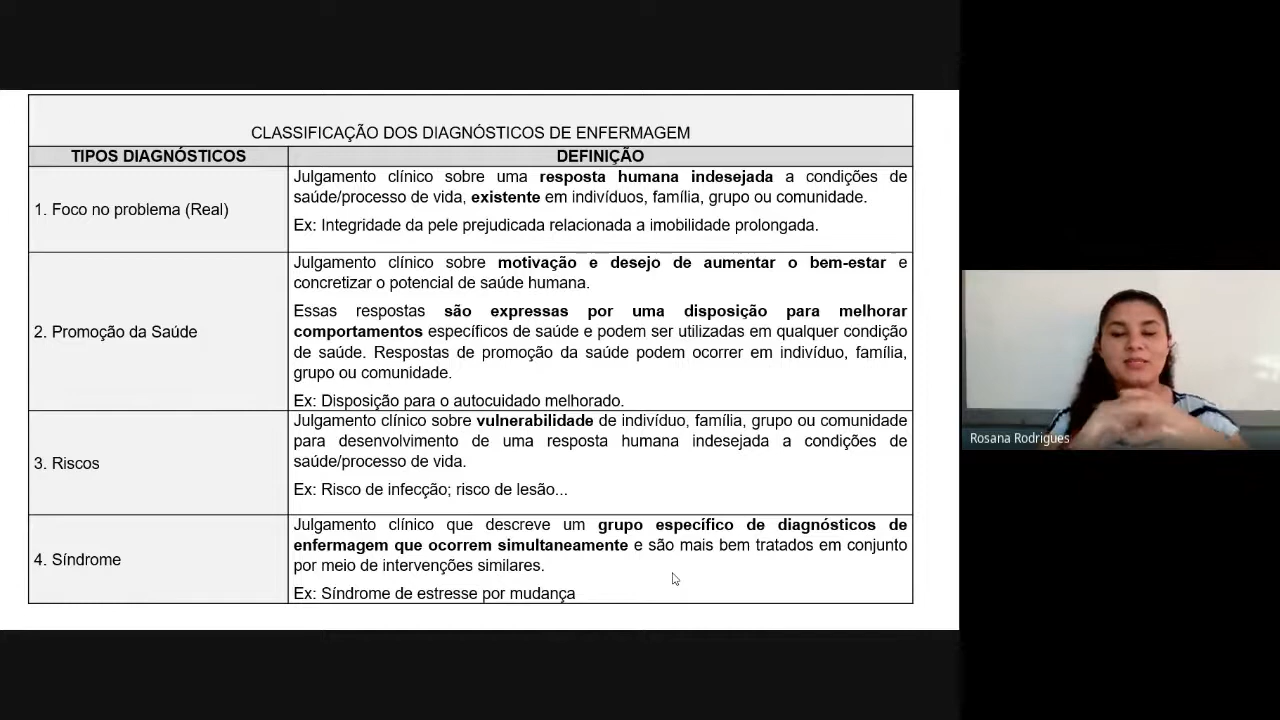 CLASSIFICAÇÃO DOS DIAGNÓSTICOS DE ENFERMAGEM
TIPOS DIAGNÓSTICOS
DEFINIÇÃO
1. Foco no problema (Real)
Julgamento clínico sobre uma resposta humana indesejada a condições de
saúde/processo de vida, existente em indivíduos, família, grupo ou comunidade.
Ex: Integridade da pele prejudicada relacionada a imobilidade prolongada.
2. Promoção da Saúde
Julgamento clínico sobre motivação e desejo de aumentar o bem-estar e
concretizar o potencial de saúde humana.
Essas respostas são expressas por uma disposição para melhorar
comportamentos específicos de saúde e podem ser utilizadas em qualquer condição
de saúde. Respostas de promoção da saúde podem ocorrer em indivíduo, família,
grupo ou comunidade.
Ex: Disposição para o autocuidado melhorado.
3. Riscos
Julgamento clínico sobre vulnerabilidade de indivíduo, família, grupo ou comunidade
para desenvolvimento de uma resposta humana indesejada a condições de
saúde/processo de vida.
Ex: Risco de infecção; risco de lesão...
4. Síndrome
Julgamento clínico que descreve um grupo específico de diagnósticos de
enfermagem que ocorrem simultaneamente e são mais bem tratados em conjunto
por meio de intervenções similares.
Ex: Síndrome de estresse por mudança
Rosana Rodrigues